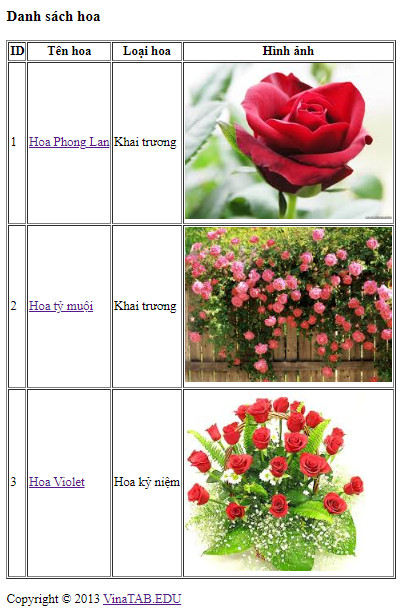 Danh sách hoa
ID Tên hoa Loại hoa Hình ảnh
1 Hoa Phong Lan Khai trương
2 Hoa tỷ muội Khai trương
3 Hoa Violet Hoa kỷ niệm
Copyright © 2013 VinaTAB.EDU